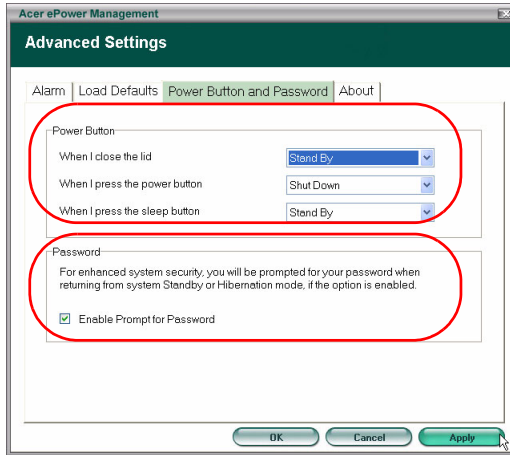 Acer ePower Management
Advanced Settings
Alarm Load Defaults Power Button and Password About
Power Button
When I close the lid Stand By
When I press the power button Shut Down
When I press the sleep button Stand By
Password
For enhanced system security, you will be prompted for your password when
returning from system Standby or Hibernation mode, if the option is enabled.
Enable Prompt for Password
OK Cancel Apply